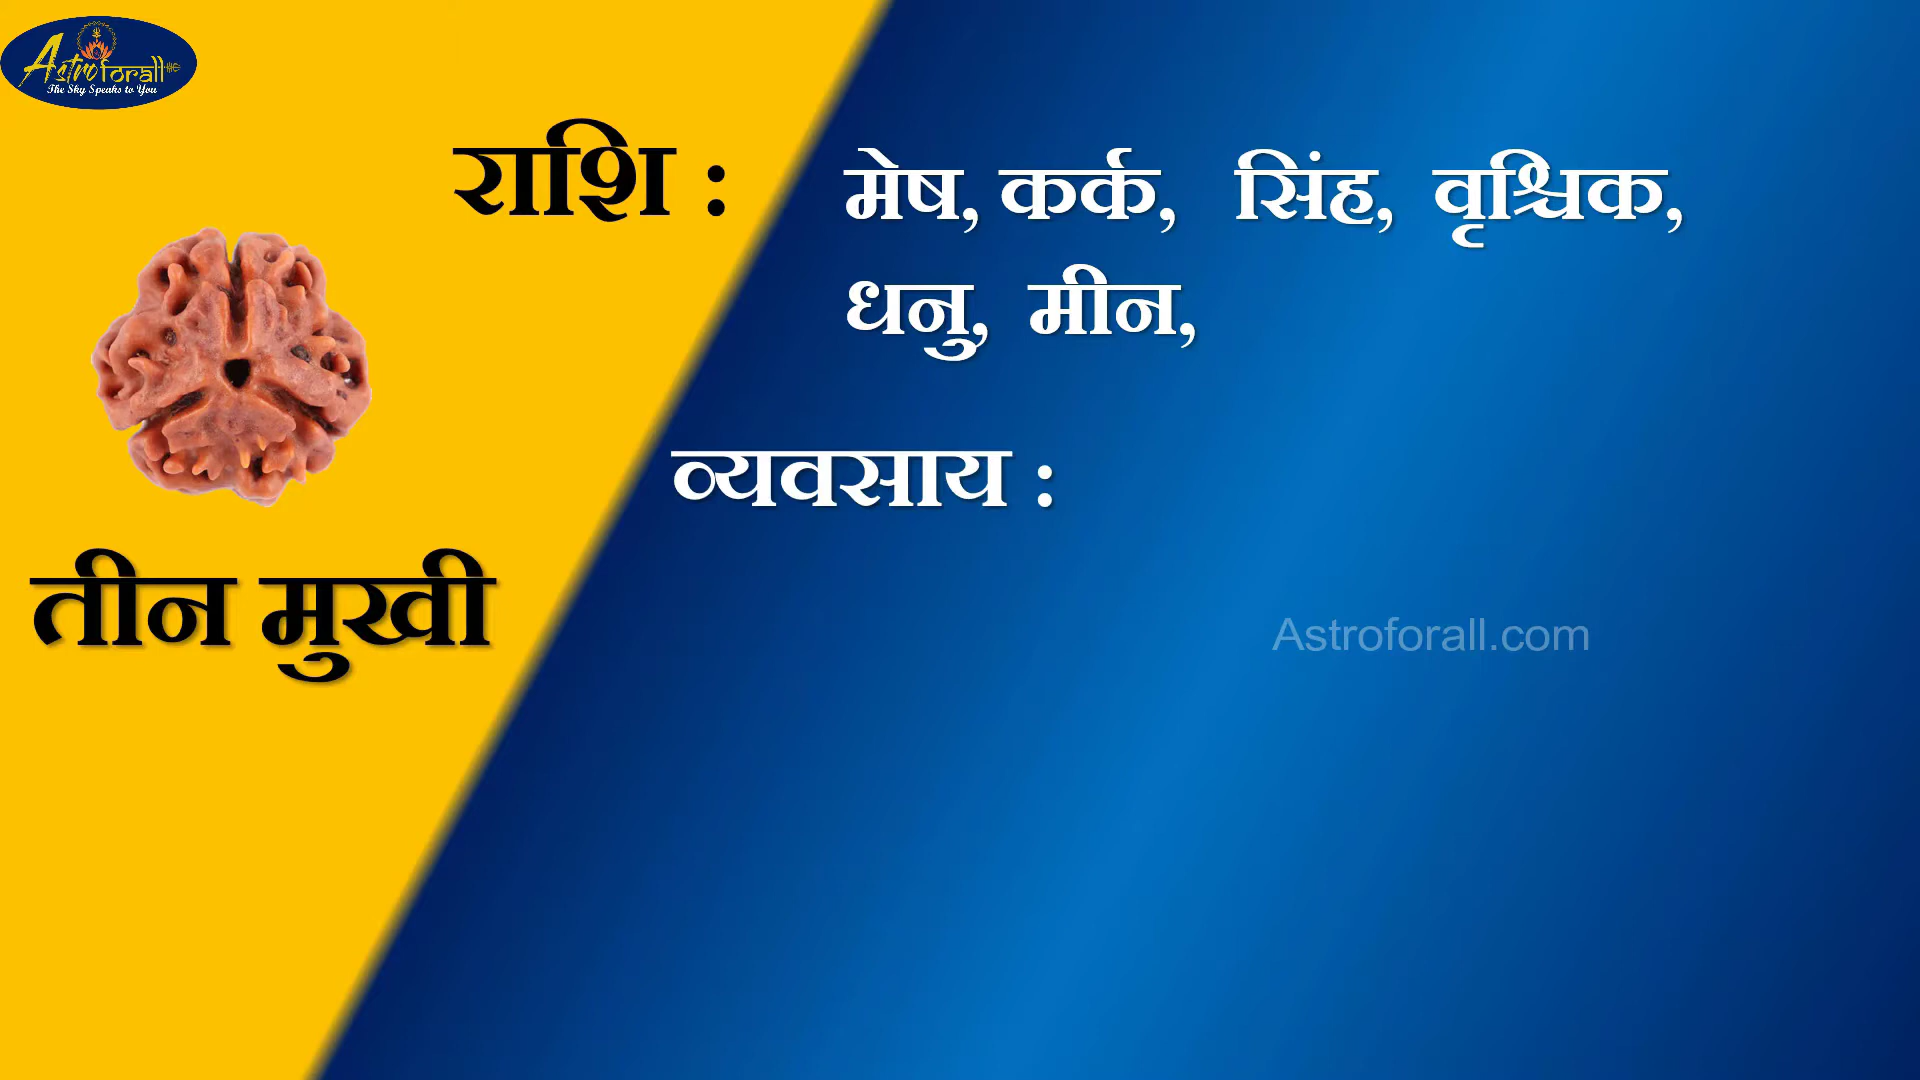 Astroforall
The Sky Speaks to You
राशि : मेष, कर्क, सिंह, वृश्चिक,
धनु, मीन,
व्यवसाय :
तीन मुखी
Astroforall.com